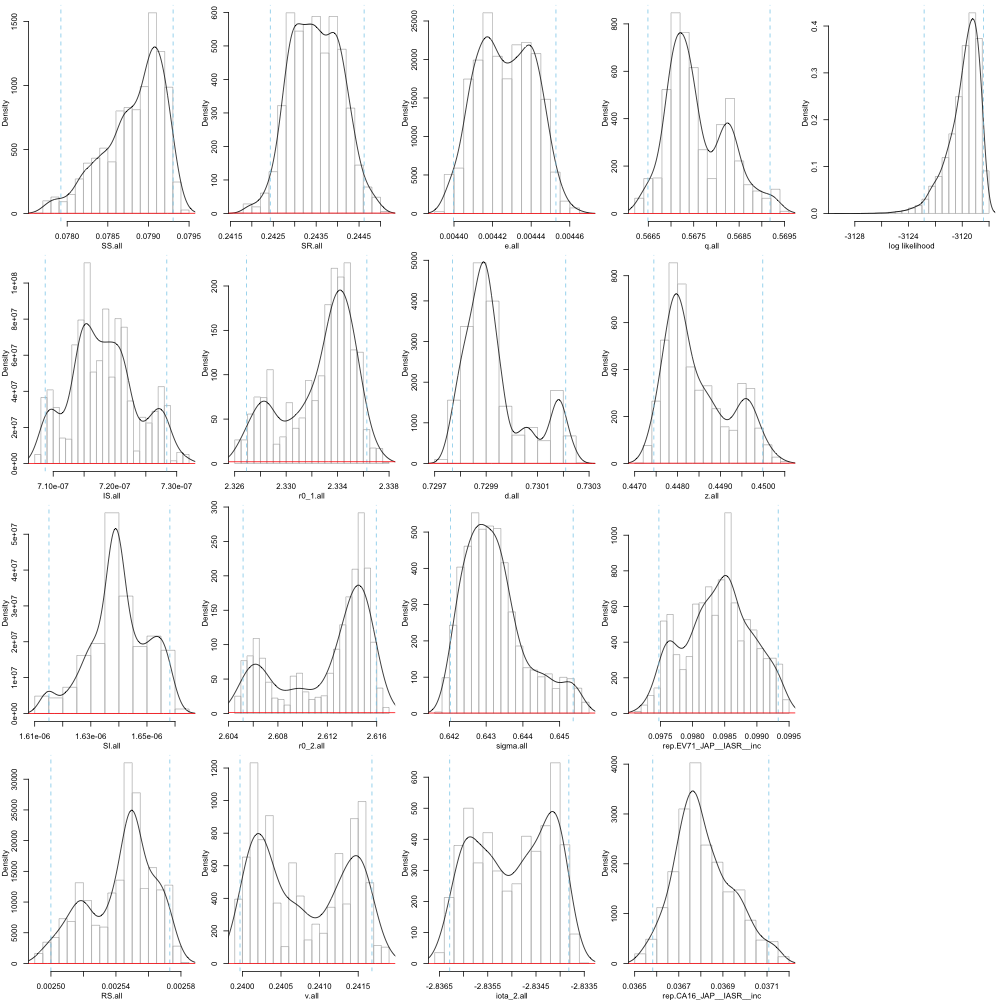 Density
0 500 1000 1500
0.0780 0.0785 0.0790 0.0795
SS.all
Density
0 100 200 300 400 500 600
0.2415 0.2425 0.2435 0.2445
SR.all
Density
0 5000 10000 15000 20000 25000
0.00440 0.00442 0.00444 0.00446
e.all
Density
0 200 400 600 800
0.5665 0.5675 0.5685 0.5695
q.all
Density
0.0 0.1 0.2 0.3 0.4
-3128 -3124 -3120
log likelihood
Density
0e+00 2e+07 4e+07 6e+07 8e+07 1e+08
7.10e-07 7.20e-07 7.30e-07
IS.all
Density
0 50 100 150 200
2.326 2.330 2.334 2.338
r0_1.all
Density
0 1000 2000 3000 4000 5000
0.7297 0.7299 0.7301 0.7303
d.all
Density
0 200 400 600 800
0.4470 0.4480 0.4490 0.4500
z.all
Density
0e+00 1e+07 2e+07 3e+07 4e+07 5e+07
1.61e-06 1.63e-06 1.65e-06
SI.all
Density
0 50 100 150 200 250 300
2.604 2.608 2.612 2.616
r0_2.all
Density
0 100 200 300 400 500
0.642 0.643 0.644 0.645
sigma.all
Density
0 200 400 600 800 1000
0.0975 0.0980 0.0985 0.0990 0.0995
rep.EV71_JAP__IASR__inc
Density
0 5000 10000 15000 20000 25000 30000
0.00250 0.00254 0.00258
RS.all
Density
0 200 400 600 800 1000 1200
0.2400 0.2405 0.2410 0.2415
v.all
Density
0 100 200 300 400 500 600
-2.8365 -2.8355 -2.8345 -2.8335
iota_2.all
Density
0 1000 2000 3000 4000
0.0365 0.0367 0.0369 0.0371
rep.CA16_JAP__IASR__inc